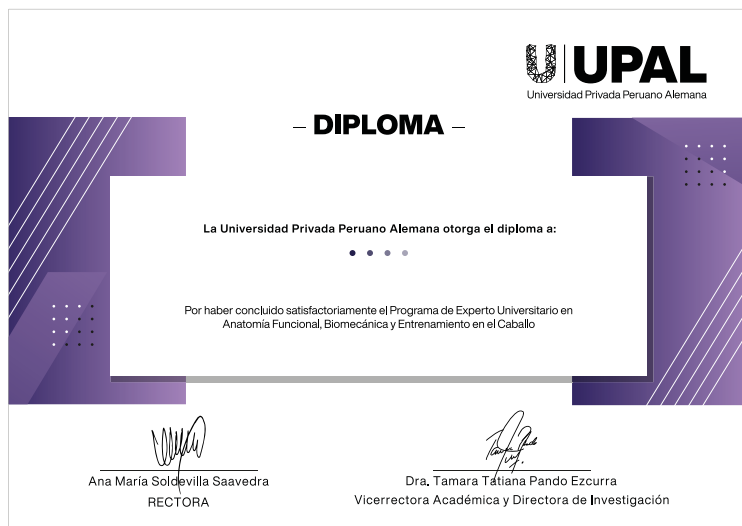 UPAL
Universidad Privada Peruano Alemana
– DIPLOMA –
La Universidad Privada Peruano Alemana otorga el diploma a:
Por haber concluido satisfactoriamente el Programa de Experto Universitario en
Anatomía Funcional, Biomecánica y Entrenamiento en el Caballo
Ana María Soldevilla Saavedra
RECTORA
Dra. Tamara Tatiana Pando Ezcurra
Vicerrectora Académica y Directora de Investigación